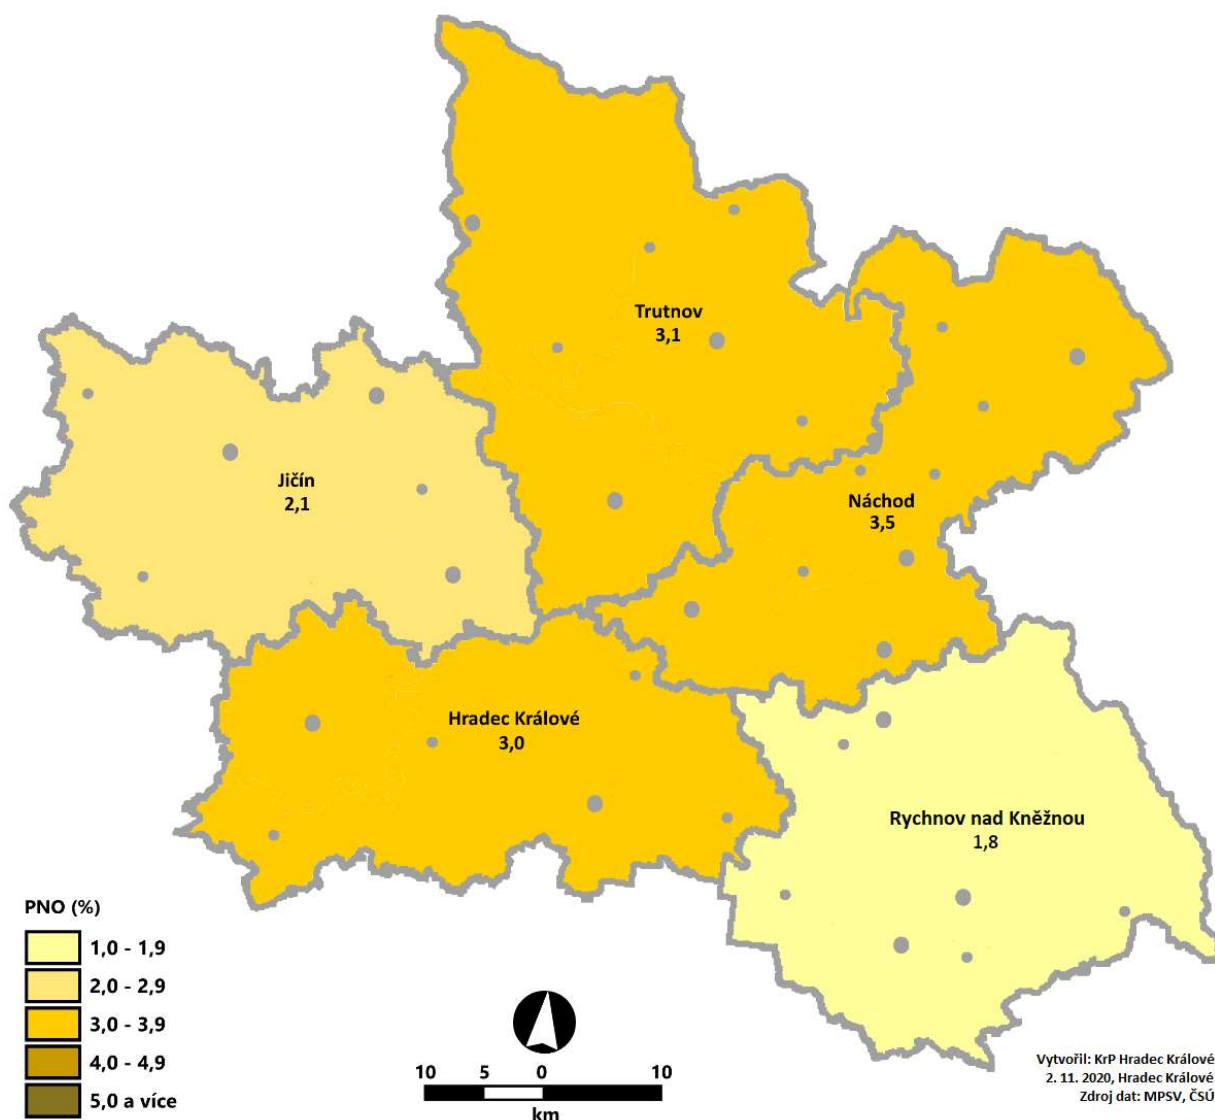 Trutnov
3,1
Jičín
2,1
Náchod
3,5
Hradec Králové
3,0
Rychnov nad Kněžnou
1,8
PNO (%)
1,0 - 1,9
2,0 - 2,9
3,0 - 3,9
4,0 - 4,9
5,0 a více
10 5 0 10
km
Vytvořil: KrP Hradec Králové
2. 11. 2020, Hradec Králové
Zdroj dat: MPSV, ČSÚ